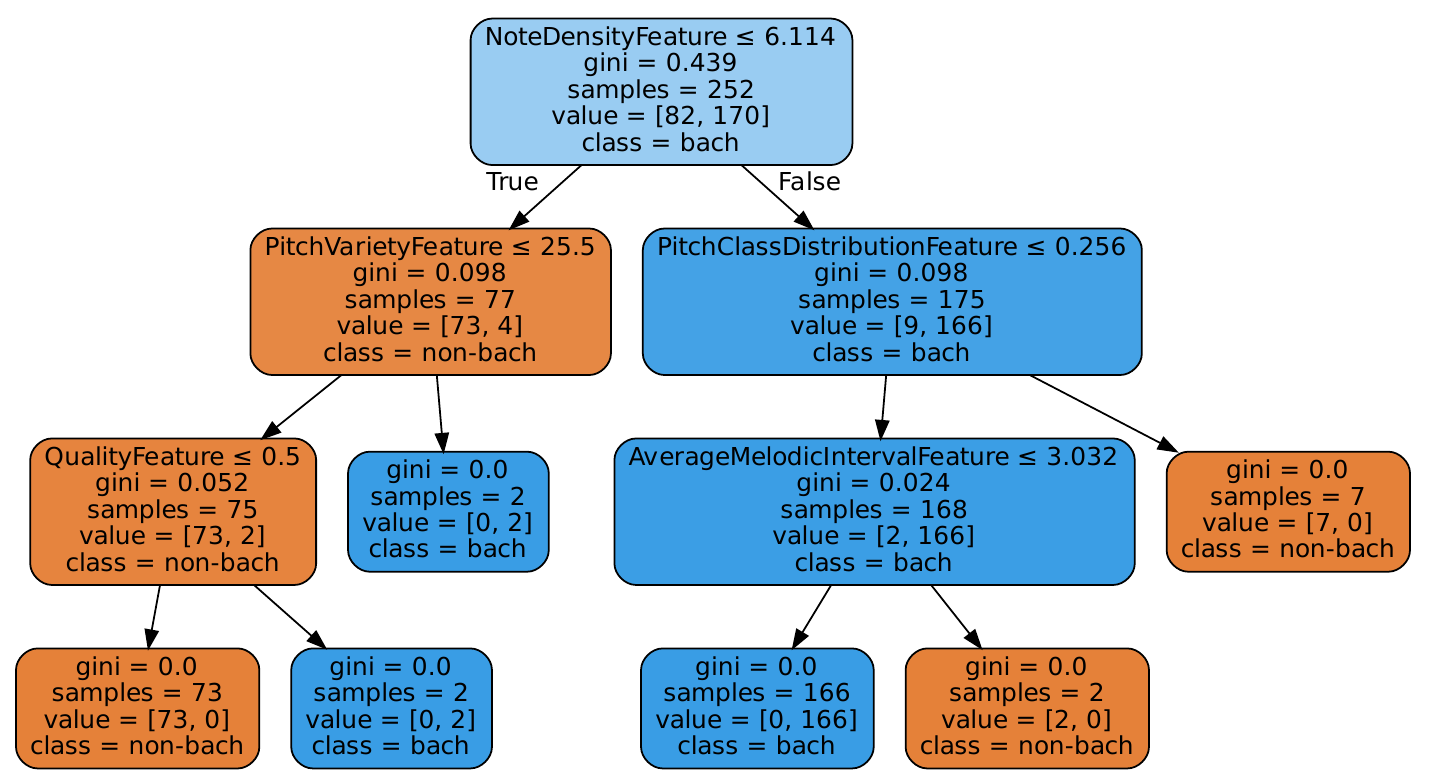 NoteDensityFeature ≤ 6.114
gini = 0.439
samples = 252
value = [82, 170]
class = bach
True
False
PitchVarietyFeature ≤ 25.5
gini = 0.098
samples = 77
value = [73, 4]
class = non-bach
PitchClassDistributionFeature ≤ 0.256
gini = 0.098
samples = 175
value = [9, 166]
class = bach
QualityFeature ≤ 0.5
gini = 0.052
samples = 75
value = [73, 2]
class = non-bach
gini = 0.0
samples = 2
value = [0, 2]
class = bach
AverageMelodicIntervalFeature ≤ 3.032
gini = 0.024
samples = 168
value = [2, 166]
class = bach
gini = 0.0
samples = 7
value = [7, 0]
class = non-bach
gini = 0.0
samples = 73
value = [73, 0]
class = non-bach
gini = 0.0
samples = 2
value = [0, 2]
class = bach
gini = 0.0
samples = 166
value = [0, 166]
class = bach
gini = 0.0
samples = 2
value = [2, 0]
class = non-bach